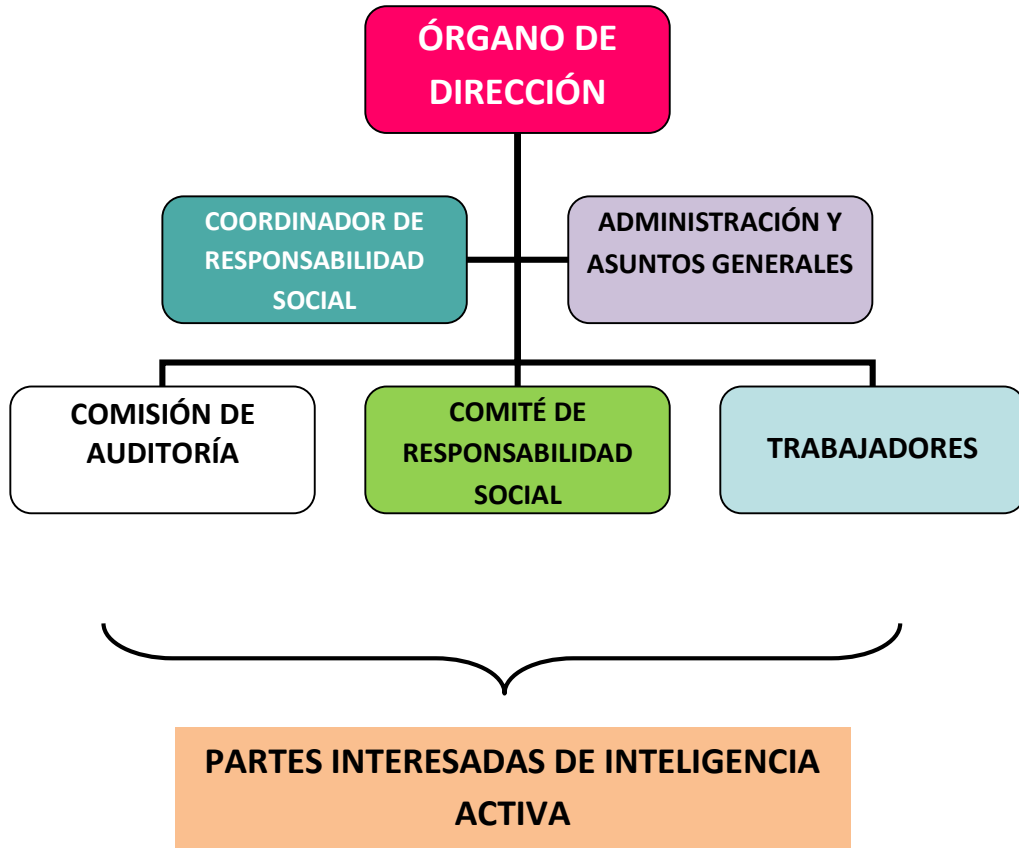 ÓRGANO DE
DIRECCIÓN
COORDINADOR DE
RESPONSABILIDAD
SOCIAL
ADMINISTRACIÓN Y
ASUNTOS GENERALES
COMISIÓN DE
AUDITORÍA
COMITÉ DE
RESPONSABILIDAD
SOCIAL
TRABAJADORES
PARTES INTERESADAS DE INTELIGENCIA
ACTIVA